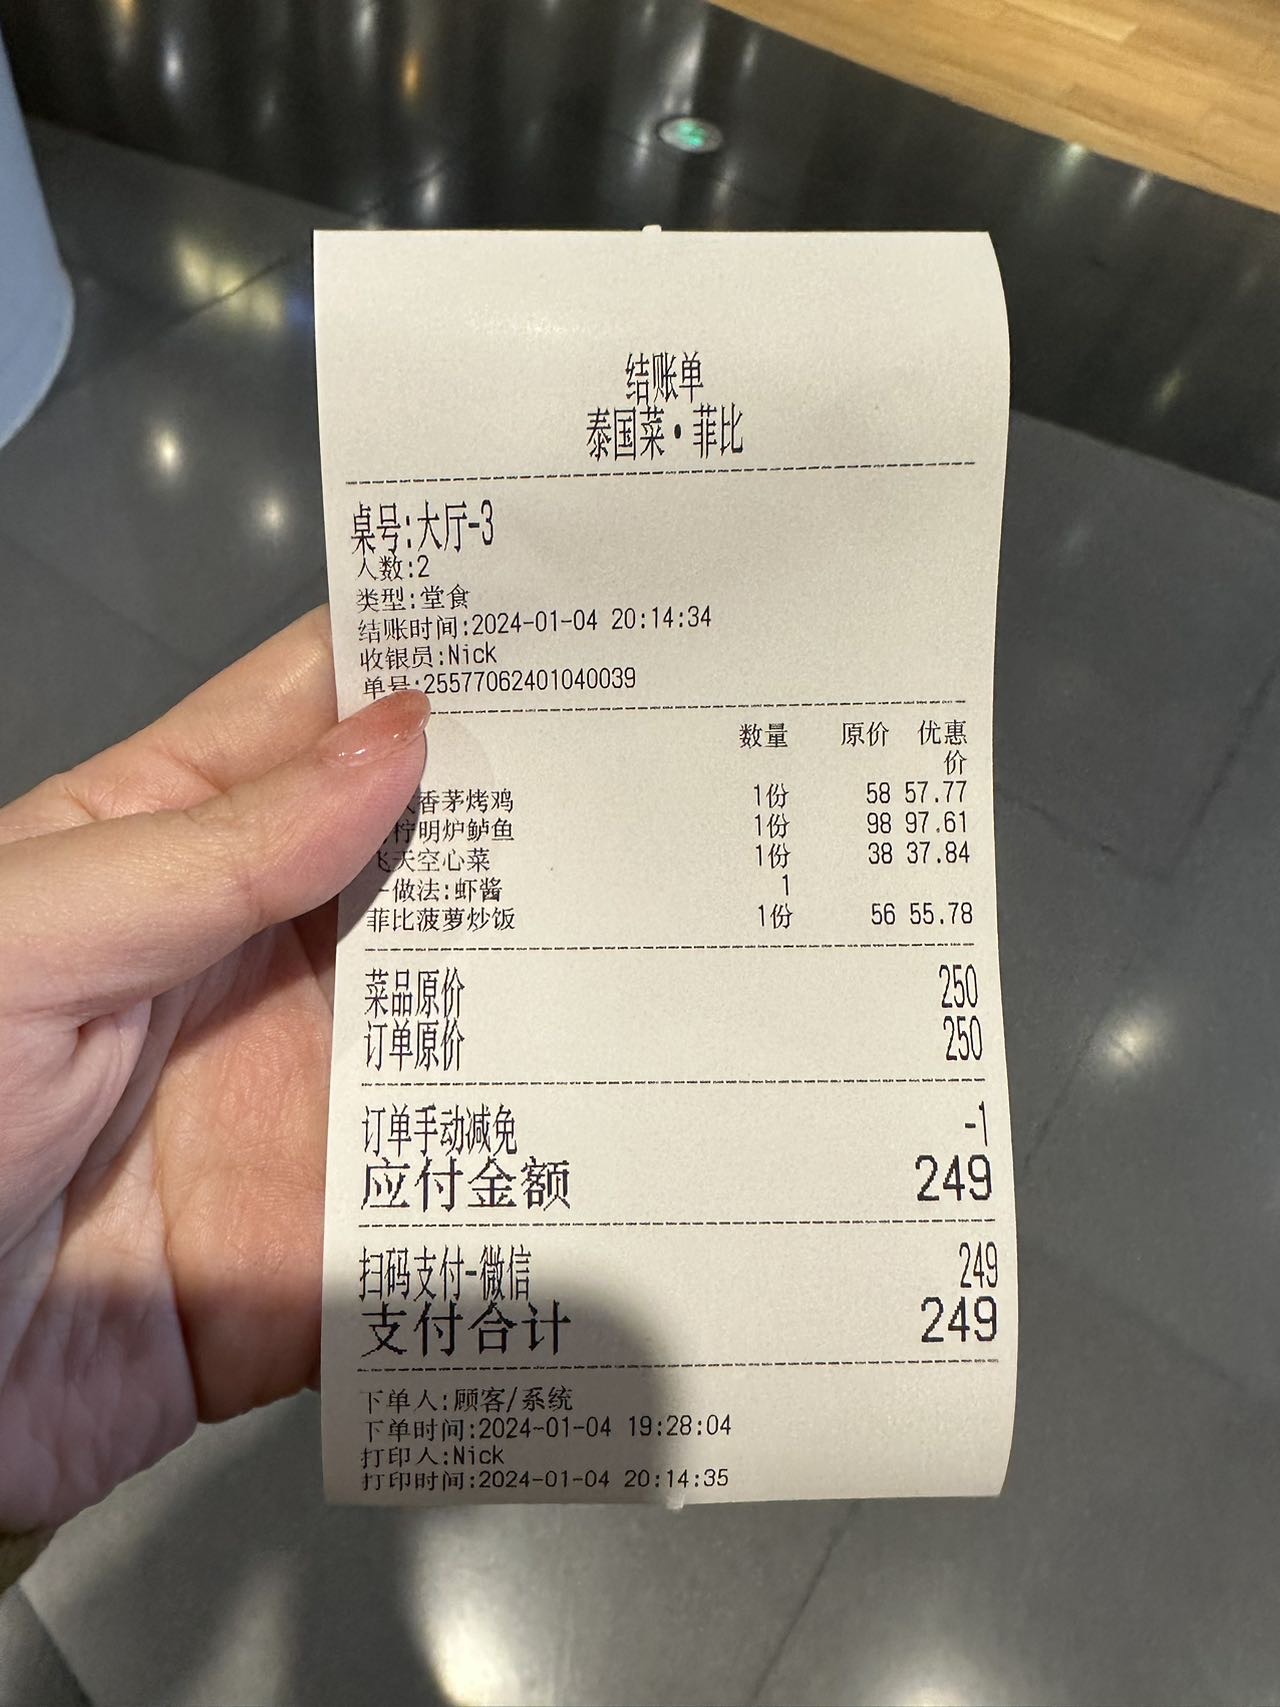 结账单
泰国菜·菲比
桌号:大厅-3
人数:2
类型:堂食
结账时间:2024-01-04 20:14:34
收银员:Nick
单号:25577062401040039
数量 原价 优惠价
香茅烤鸡 1份 58 57.77
柠明炉鲈鱼 1份 98 97.61
飞天空心菜 1份 38 37.84
-做法:虾酱 1
菲比菠萝炒饭 1份 56 55.78
菜品原价 250
订单原价 250
订单手动减免 -1
应付金额 249
扫码支付-微信 249
支付合计 249
下单人:顾客/系统
下单时间:2024-01-04 19:28:04
打印人:Nick
打印时间:2024-01-04 20:14:35